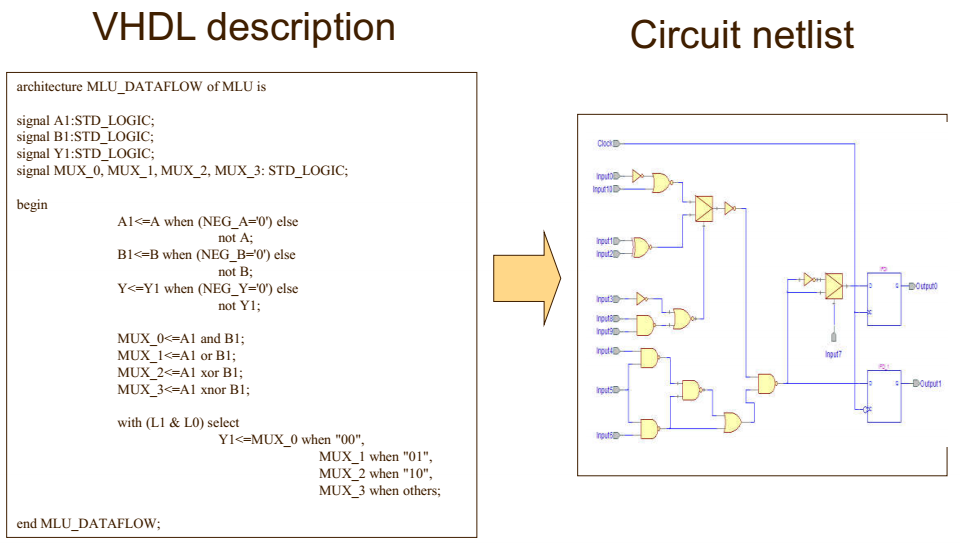 VHDL description
Circuit netlist
architecture MLU_DATAFLOW of MLU is
signal A1:STD_LOGIC;
signal B1:STD_LOGIC;
signal Y1:STD_LOGIC;
signal MUX_0, MUX_1, MUX_2, MUX_3: STD_LOGIC;
begin
A1<=A when (NEG_A='0') else
not A;
B1<=B when (NEG_B='0') else
not B;
Y<=Y1 when (NEG_Y='0') else
not Y1;
MUX_0<=A1 and B1;
MUX_1<=A1 or B1;
MUX_2<=A1 xor B1;
MUX_3<=A1 xnor B1;
with (L1 & L0) select
Y1<=MUX_0 when "00",
MUX_1 when "01",
MUX_2 when "10",
MUX_3 when others;
end MLU_DATAFLOW;
Clock
Input0
Input10
Input1
Input2
Input3
Input8
Input9
Input4
Input5
Input6
Input7
Output0
Output1